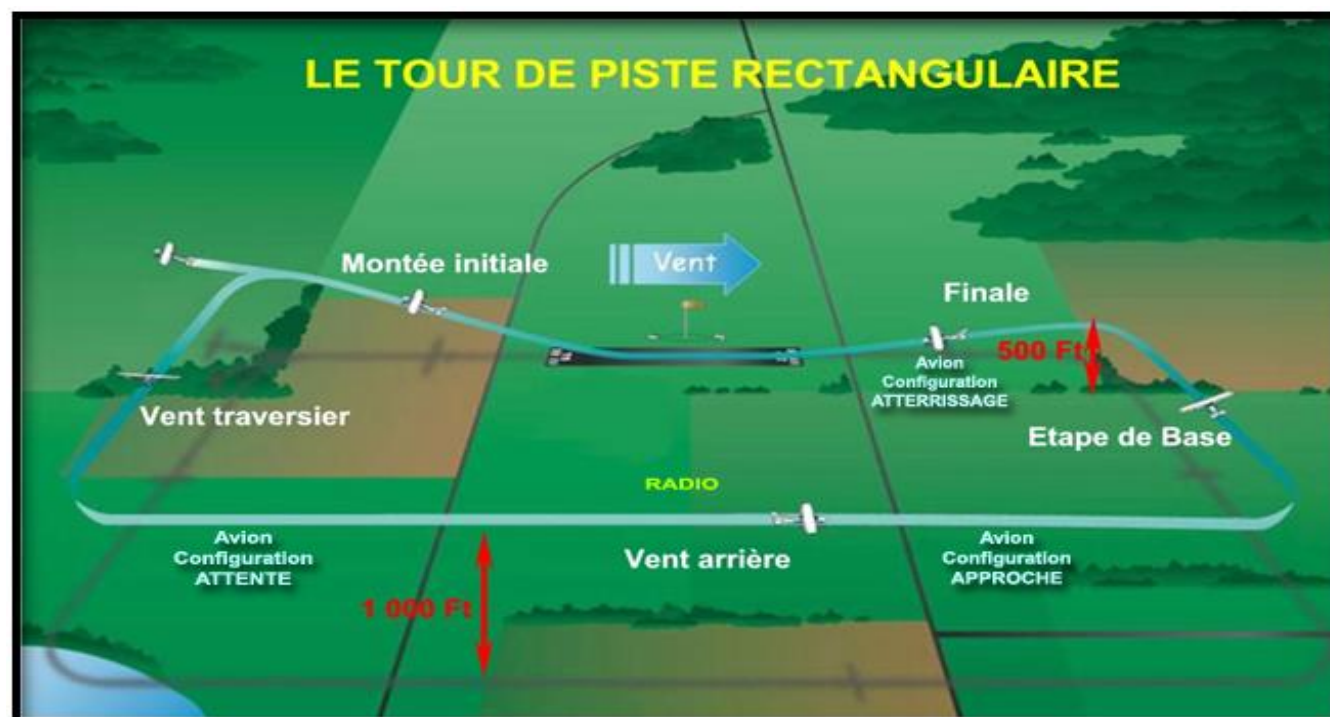 LE TOUR DE PISTE RECTANGULAIRE
Montée initiale
Vent
Finale
500 Ft
Avion
Configuration
ATTERRISSAGE
Vent traversier
Etape de Base
RADIO
Avion
Configuration
ATTENTE
Vent arrière
Avion
Configuration
APPROCHE
1 000 Ft